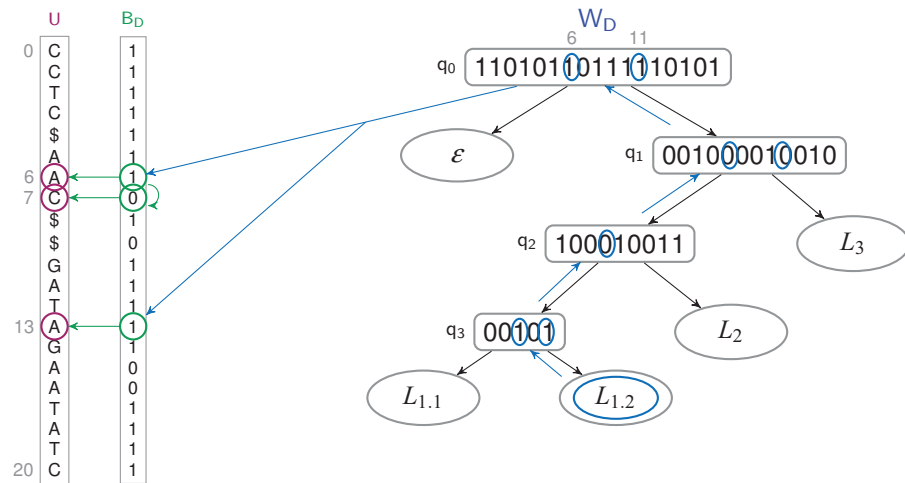 U B_D W_D
6 11
0 C 1 q₀ 11010110111110101
C 1
T 1
C 1
$ 1
A 1 ε q₁ 001000010010
6 A 1
7 C 0
$ 1
$ 0 q₂ 100010011 L₃
G 1
A 1
T 1
13 A 1 q₃ 00101 L₂
G 1
A 0
A 0 L₁.₁ L₁.₂
T 1
A 1
T 1
20 C 1